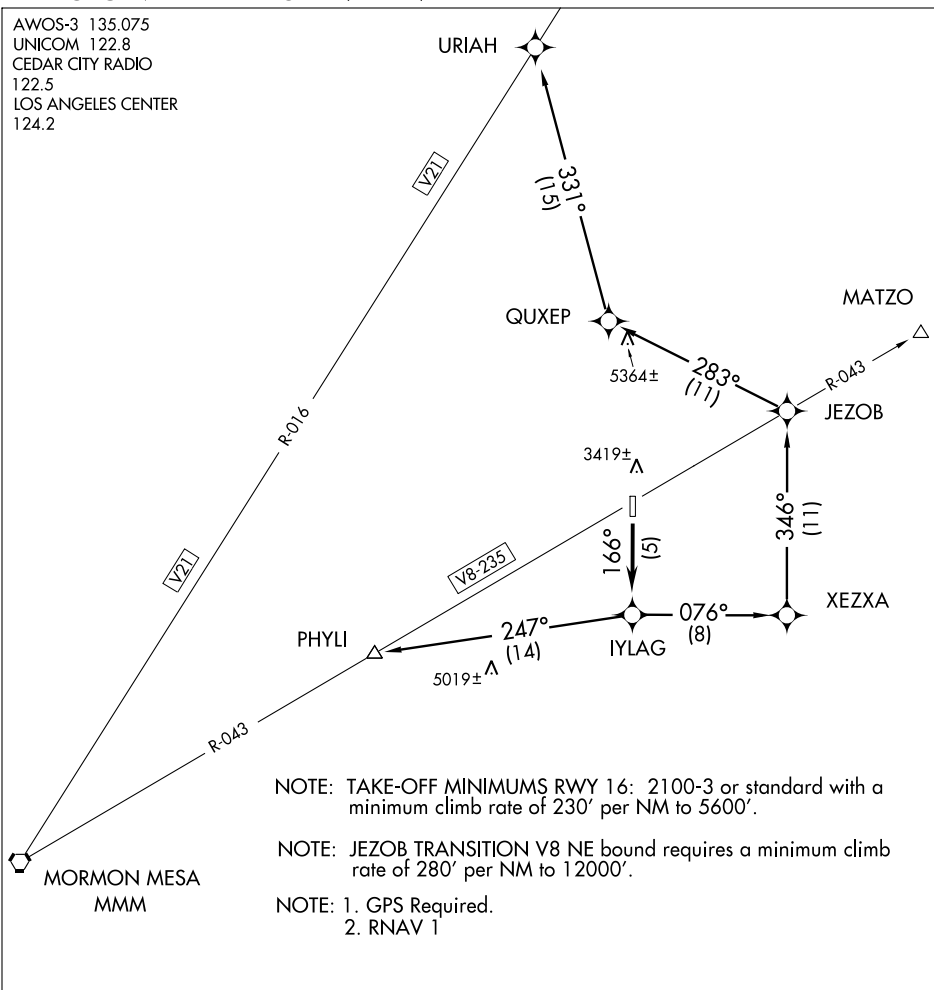 AWOS-3 135.075
UNICOM 122.8
CEDAR CITY RADIO
122.5
LOS ANGELES CENTER
124.2
URIAH
V21
331°
(15)
QUXEP
MATZO
5364±
283°
(11)
R-043
JEZOB
R-016
3419±
346°
(11)
166°
(5)
V8-235
V21
XEZXA
076°
(8)
IYLAG
PHYLI
247°
(14)
5019±
R-043
NOTE: TAKE-OFF MINIMUMS RWY 16: 2100-3 or standard with a
minimum climb rate of 230' per NM to 5600'.
NOTE: JEZOB TRANSITION V8 NE bound requires a minimum climb
rate of 280' per NM to 12000'.
MORMON MESA
MMM
NOTE: 1. GPS Required.
2. RNAV 1